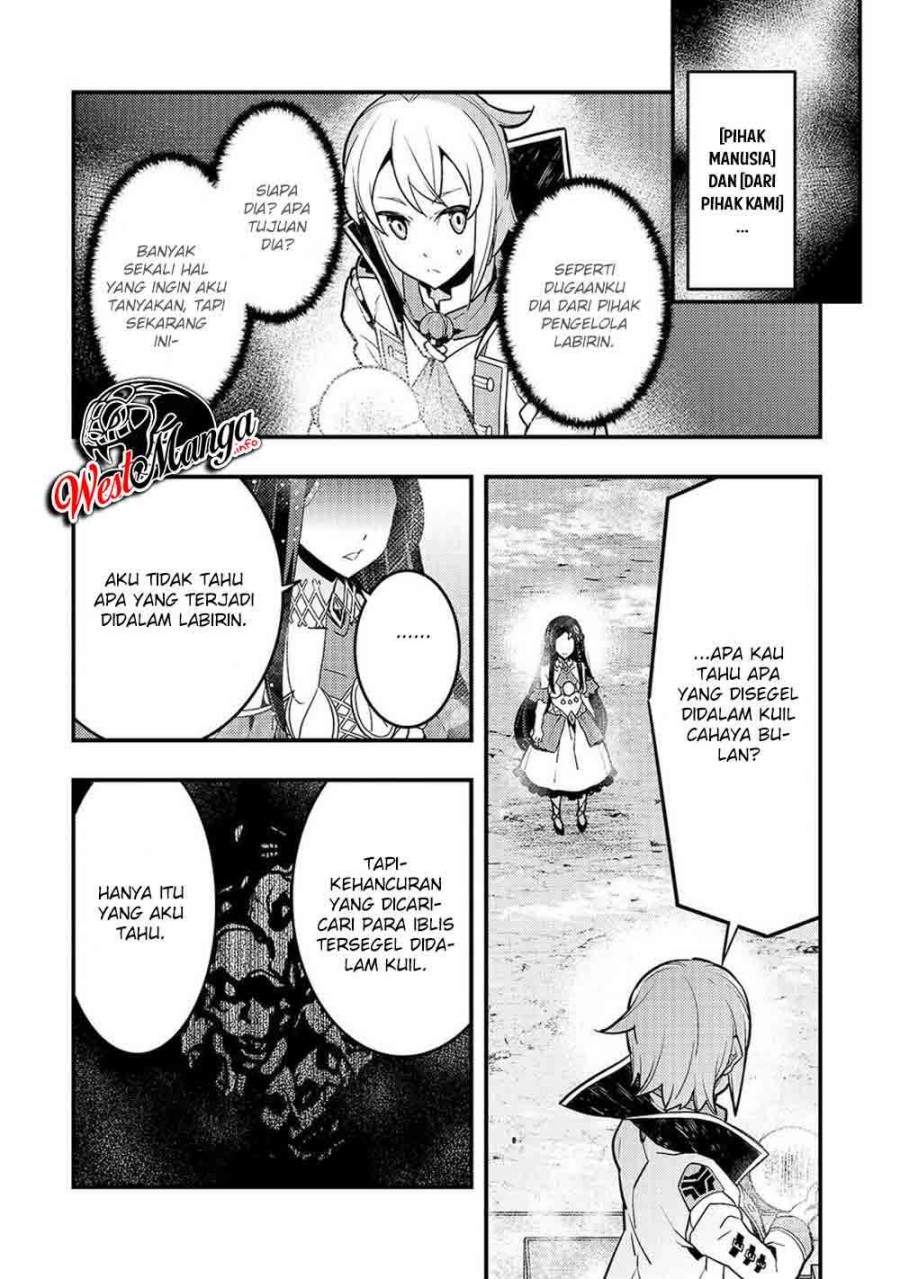 [PIHAK
MANUSIA]
DAN [DARI
PIHAK KAMI]
...
SEPERTI
DUGAANKU
DIA DARI PIHAK
PENGELOLA
LABIRIN.
SIAPA
DIA? APA
TUJUAN
DIA?
BANYAK
SEKALI HAL
YANG INGIN AKU
TANYAKAN, TAPI
SEKARANG
INI-
WestManga
.info
...APA KAU
TAHU APA
YANG DISEGEL
DIDALAM KUIL
CAHAYA BU-
LAN?
......
AKU TIDAK TAHU
APA YANG TERJADI
DIDALAM LABIRIN.
TAPI-
KEHANCURAN
YANG DICARI-
CARI PARA IBLIS
TERSEGEL DIDA-
LAM KUIL.
HANYA ITU
YANG AKU
TAHU.